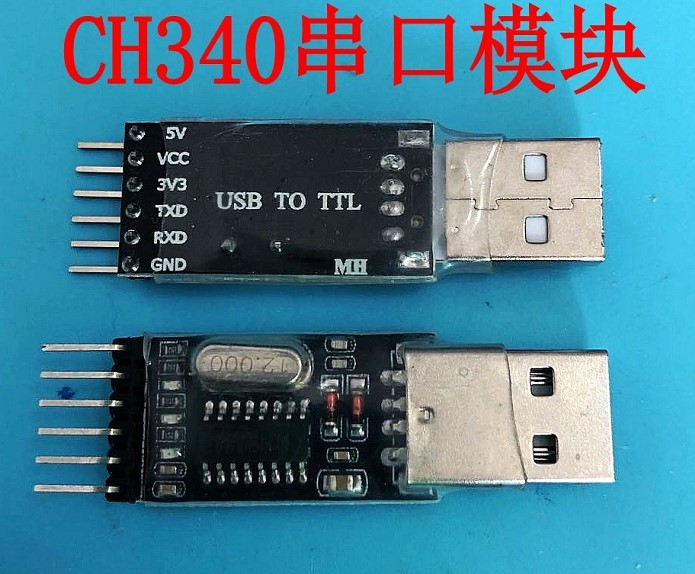 CH340串口模块
5V
VCC
3V3
TXD
RXD
GND
USB TO TTL
MH
12.000